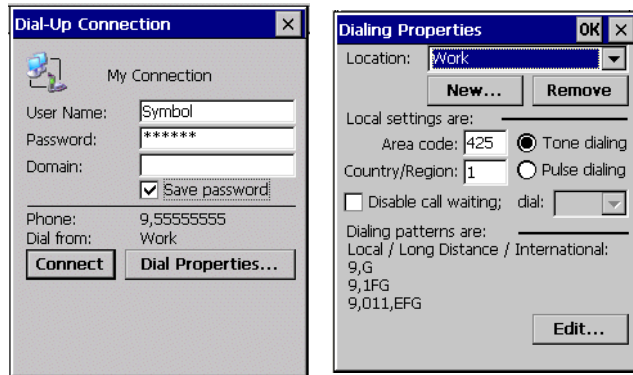 Dial-Up Connection
My Connection
User Name: Symbol
Password: ******
Domain:
Save password
Phone: 9,55555555
Dial from: Work
Connect Dial Properties...
Dialing Properties OK
Location: Work
New... Remove
Local settings are:
Area code: 425 Tone dialing
Country/Region: 1 Pulse dialing
Disable call waiting; dial:
Dialing patterns are:
Local / Long Distance / International:
9,G
9,1FG
9,011,EFG
Edit...